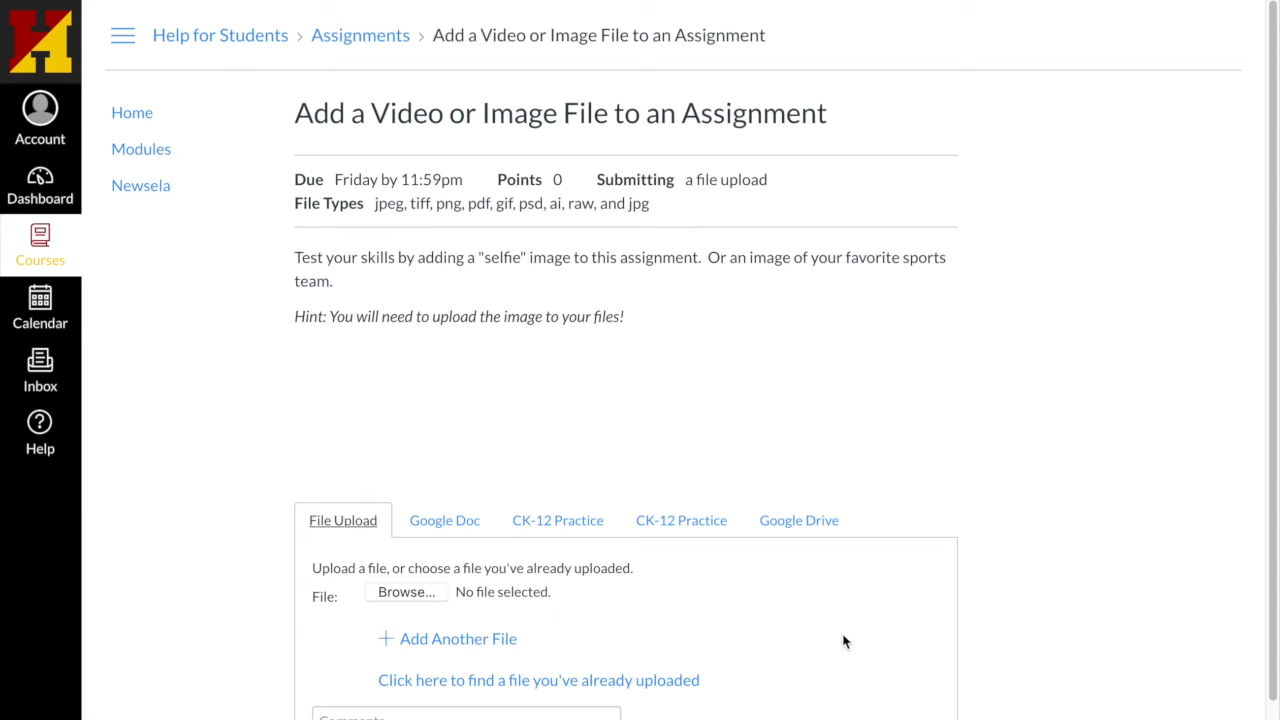 Help for Students > Assignments > Add a Video or Image File to an Assignment
Account
Dashboard
Courses
Calendar
Inbox
Help
Home
Modules
Newsela
Add a Video or Image File to an Assignment
Due Friday by 11:59pm Points 0 Submitting a file upload
File Types jpeg, tiff, png, pdf, gif, psd, ai, raw, and jpg
Test your skills by adding a "selfie" image to this assignment. Or an image of your favorite sports
team.
Hint: You will need to upload the image to your files!
File Upload Google Doc CK-12 Practice CK-12 Practice Google Drive
Upload a file, or choose a file you've already uploaded.
File: Browse... No file selected.
+ Add Another File
Click here to find a file you've already uploaded
Comments